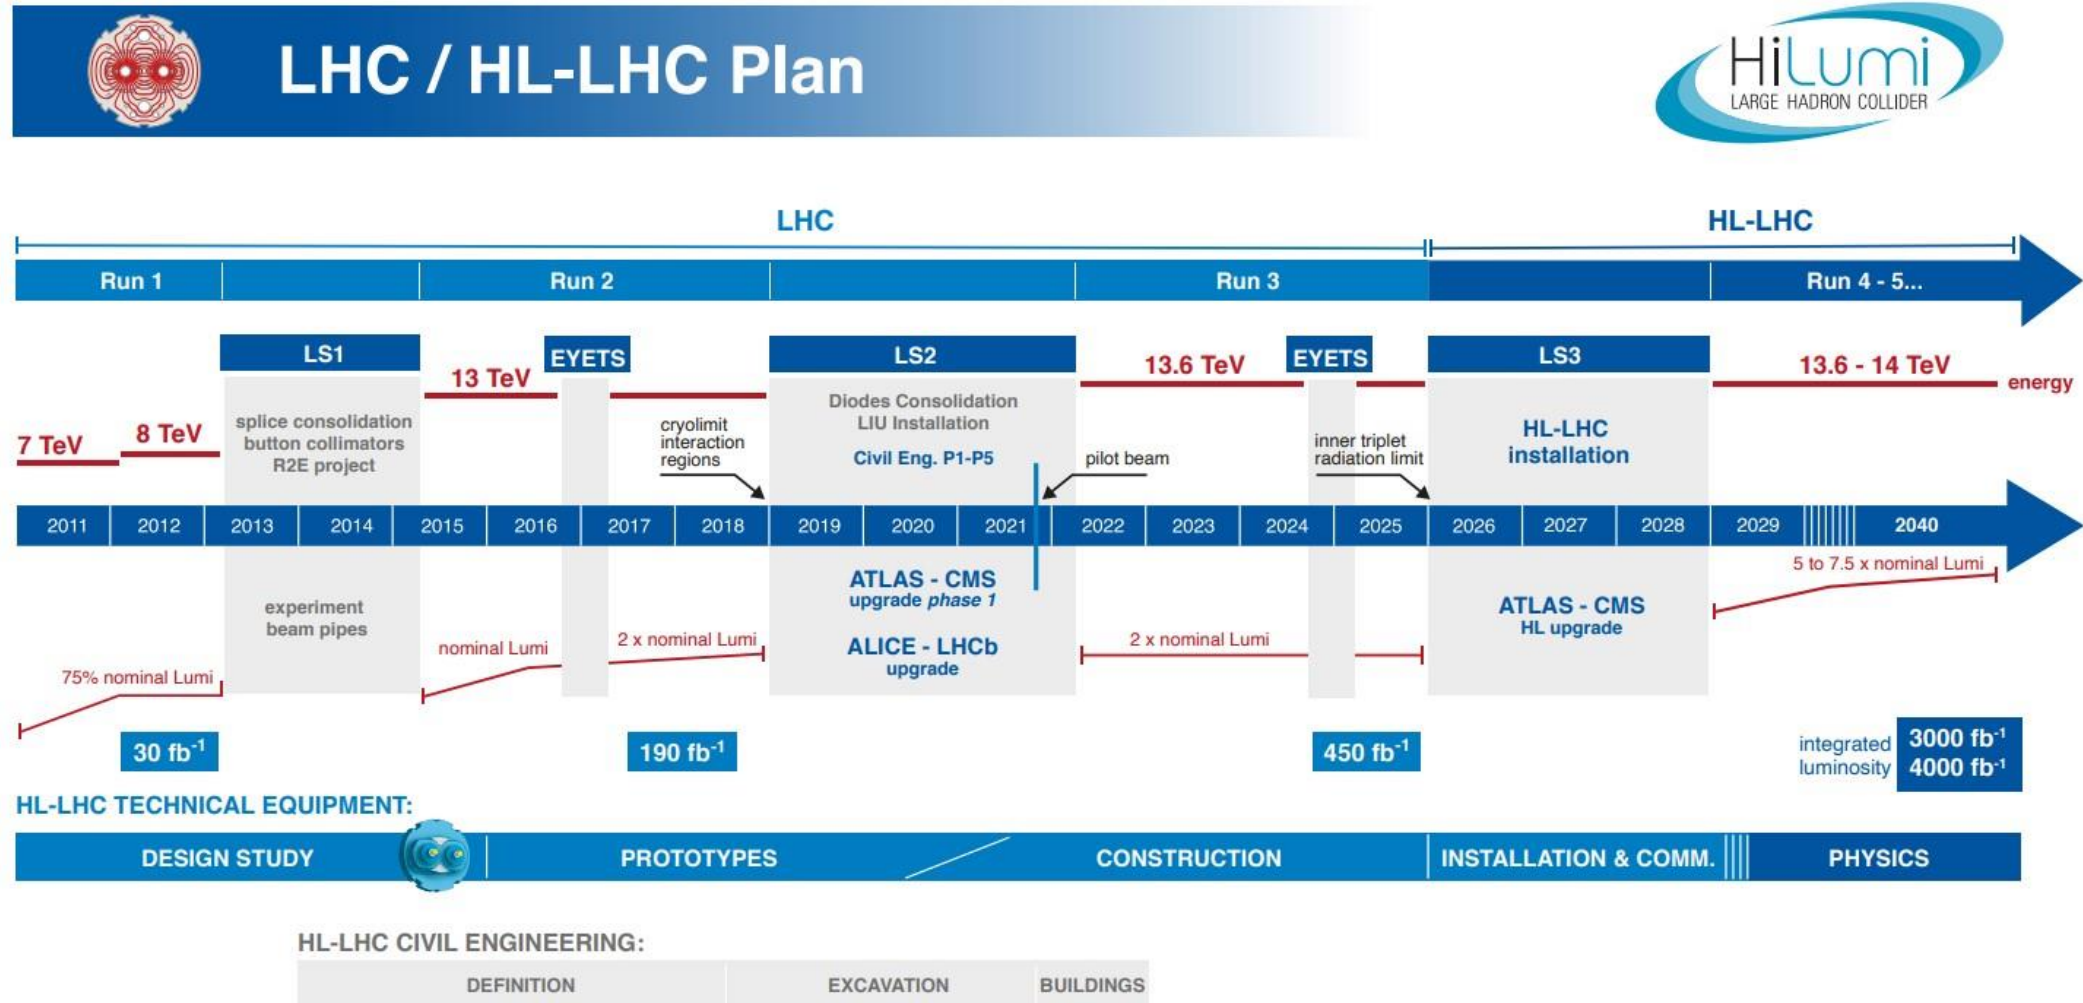 LHC / HL-LHC Plan
HiLumi
LARGE HADRON COLLIDER
LHC
HL-LHC
Run 1
Run 2
Run 3
Run 4 - 5...
LS1
EYETS
LS2
EYETS
LS3
13 TeV
13.6 TeV
13.6 - 14 TeV
energy
7 TeV
8 TeV
splice consolidation
button collimators
R2E project
cryolimit
interaction
regions
Diodes Consolidation
LIU Installation
Civil Eng. P1-P5
pilot beam
inner triplet
radiation limit
HL-LHC
installation
2011
2012
2013
2014
2015
2016
2017
2018
2019
2020
2021
2022
2023
2024
2025
2026
2027
2028
2029
2040
experiment
beam pipes
75% nominal Lumi
nominal Lumi
2 x nominal Lumi
ATLAS - CMS
upgrade phase 1
ALICE - LHCb
upgrade
2 x nominal Lumi
ATLAS - CMS
HL upgrade
5 to 7.5 x nominal Lumi
30 fb⁻¹
190 fb⁻¹
450 fb⁻¹
integrated
luminosity
3000 fb⁻¹
4000 fb⁻¹
HL-LHC TECHNICAL EQUIPMENT:
DESIGN STUDY
PROTOTYPES
CONSTRUCTION
INSTALLATION & COMM.
PHYSICS
HL-LHC CIVIL ENGINEERING:
DEFINITION
EXCAVATION
BUILDINGS